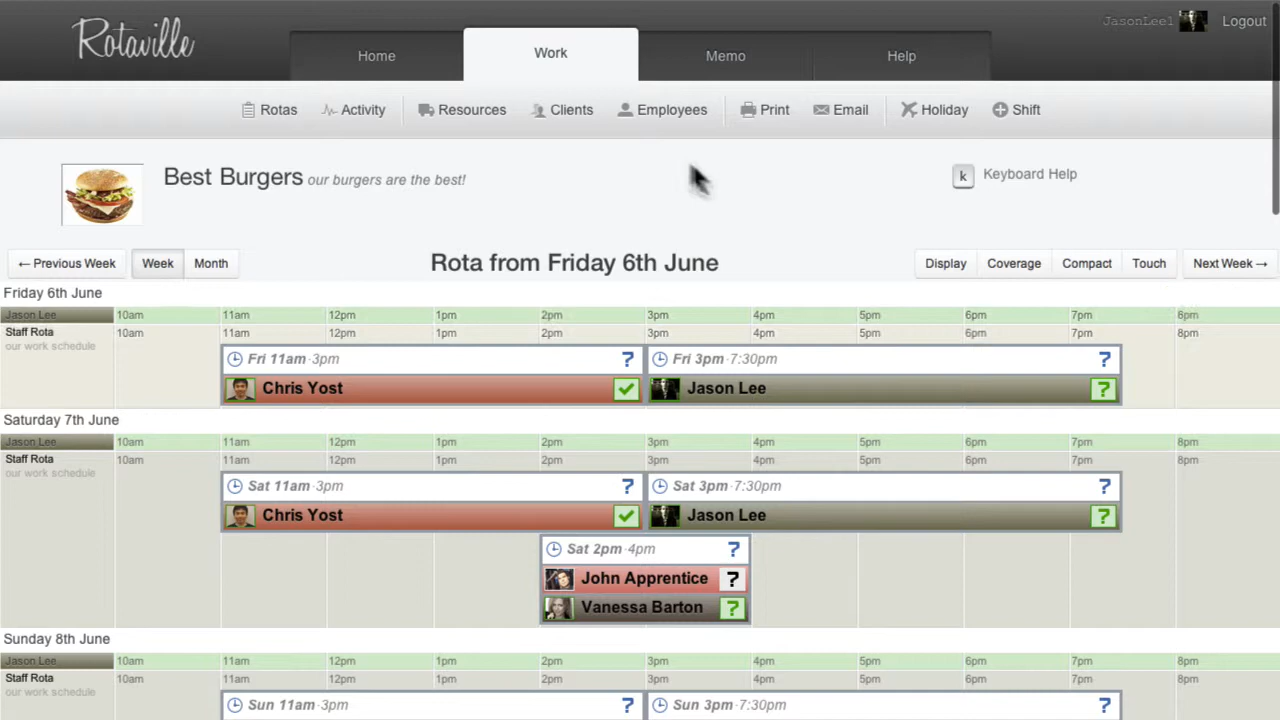 Rotaville
JasonLee1 Logout
Home Work Memo Help
Rotas Activity Resources Clients Employees Print Email Holiday Shift
Best Burgers our burgers are the best!
k Keyboard Help
← Previous Week Week Month Rota from Friday 6th June Display Coverage Compact Touch Next Week →
Friday 6th June
Jason Lee 10am 11am 12pm 1pm 2pm 3pm 4pm 5pm 6pm 7pm 8pm
Staff Rota 10am 11am 12pm 1pm 2pm 3pm 4pm 5pm 6pm 7pm 8pm
our work schedule
Fri 11am·3pm ? Fri 3pm·7:30pm ?
Chris Yost Jason Lee ?
Saturday 7th June
Jason Lee 10am 11am 12pm 1pm 2pm 3pm 4pm 5pm 6pm 7pm 8pm
Staff Rota 10am 11am 12pm 1pm 2pm 3pm 4pm 5pm 6pm 7pm 8pm
our work schedule
Sat 11am·3pm ? Sat 3pm·7:30pm ?
Chris Yost Jason Lee ?
Sat 2pm·4pm ?
John Apprentice ?
Vanessa Barton ?
Sunday 8th June
Jason Lee 10am 11am 12pm 1pm 2pm 3pm 4pm 5pm 6pm 7pm 8pm
Staff Rota 10am 11am 12pm 1pm 2pm 3pm 4pm 5pm 6pm 7pm 8pm
our work schedule
Sun 11am·3pm ? Sun 3pm·7:30pm ?